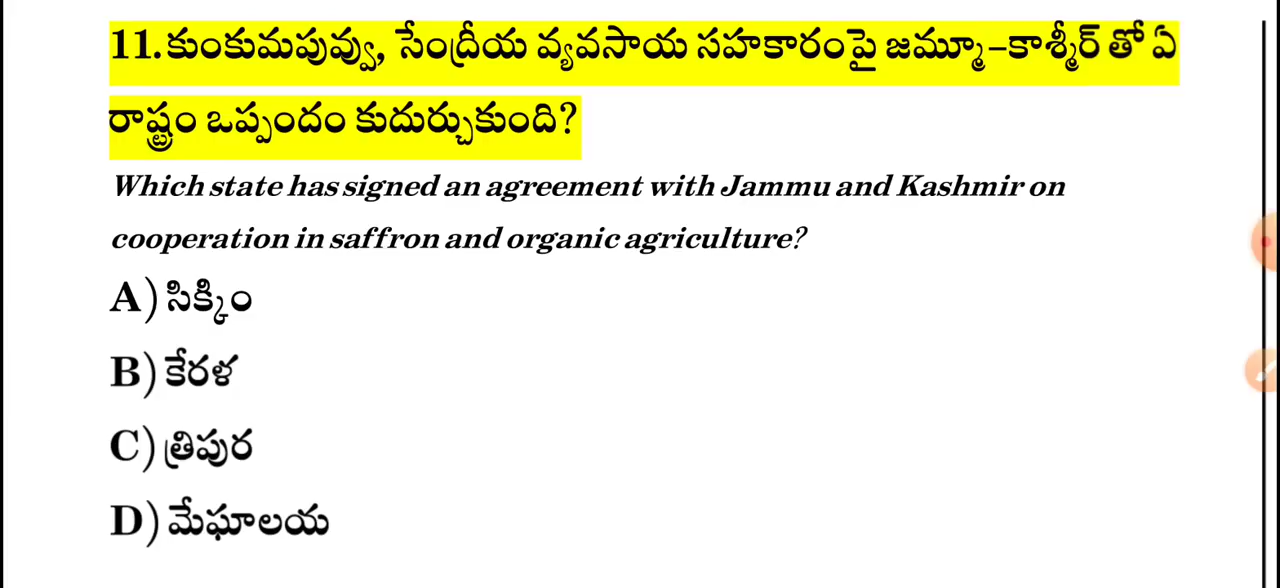 11.కుంకుమపువ్వు, సేంద్రీయ వ్యవసాయ సహకారంపై జమ్మూ-కాశ్మీర్ తో ఏ
రాష్ట్రం ఒప్పందం కుదుర్చుకుంది?
Which state has signed an agreement with Jammu and Kashmir on
cooperation in saffron and organic agriculture?
A) సిక్కిం
B) కేరళ
C) త్రిపుర
D) మేఘాలయ